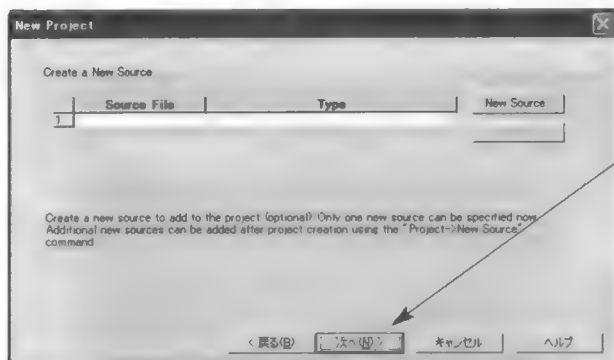 New Project
Create a New Source
Source File Type New Source
1
Create a new source to add to the project (optional) Only one new source can be specified now
Additional new sources can be added after project creation using the "Project->New Source"
command
< 戻る(B) 次へ(N) > キャンセル ヘルプ